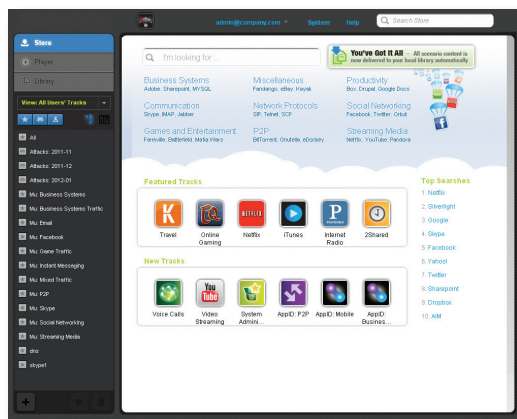 admin@company.com System Help Search Store
Store
Player
Library
View: All Users' Tracks
All
Attacks: 2011-11
Attacks: 2011-12
Attacks: 2012-01
Mu: Business Systems
Mu: Business Systems Traffic
Mu: Email
Mu: Facebook
Mu: Game Traffic
Mu: Instant Messaging
Mu: Mixed Traffic
Mu: P2P
Mu: Skype
Mu: Social Networking
Mu: Streaming Media
dns
skype1
I'm looking for...
You've Got It All - All scenario content is
now delivered to your local library automatically
Business Systems
Adobe, Sharepoint, MYSQL
Miscellaneous
Fandango, eBay, Kayak
Productivity
Box, Drupal, Google Docs
Communication
Skype, IMAP, Jabber
Network Protocols
SIP, Telnet, SCP
Social Networking
Facebook, Twitter, Orkut
Games and Entertainment
Farmville, Battlefield, Mafia Wars
P2P
BitTorrent, Gnutella, eDonkey
Streaming Media
Netflix, YouTube, Pandora
Featured Tracks
K
NETFLIX
P
PANDORA
Travel
Online
Gaming
Netflix
iTunes
Internet
Radio
2Shared
New Tracks
You
Tube
Voice Calls
Video
Streaming
System
Admini...
AppID: P2P
AppID: Mobile
AppID:
Busines...
Top Searches
1. Netflix
2. Silverlight
3. Google
4. Skype
5. Facebook
6. Yahoo!
7. Twitter
8. Sharepoint
9. Dropbox
10. AIM